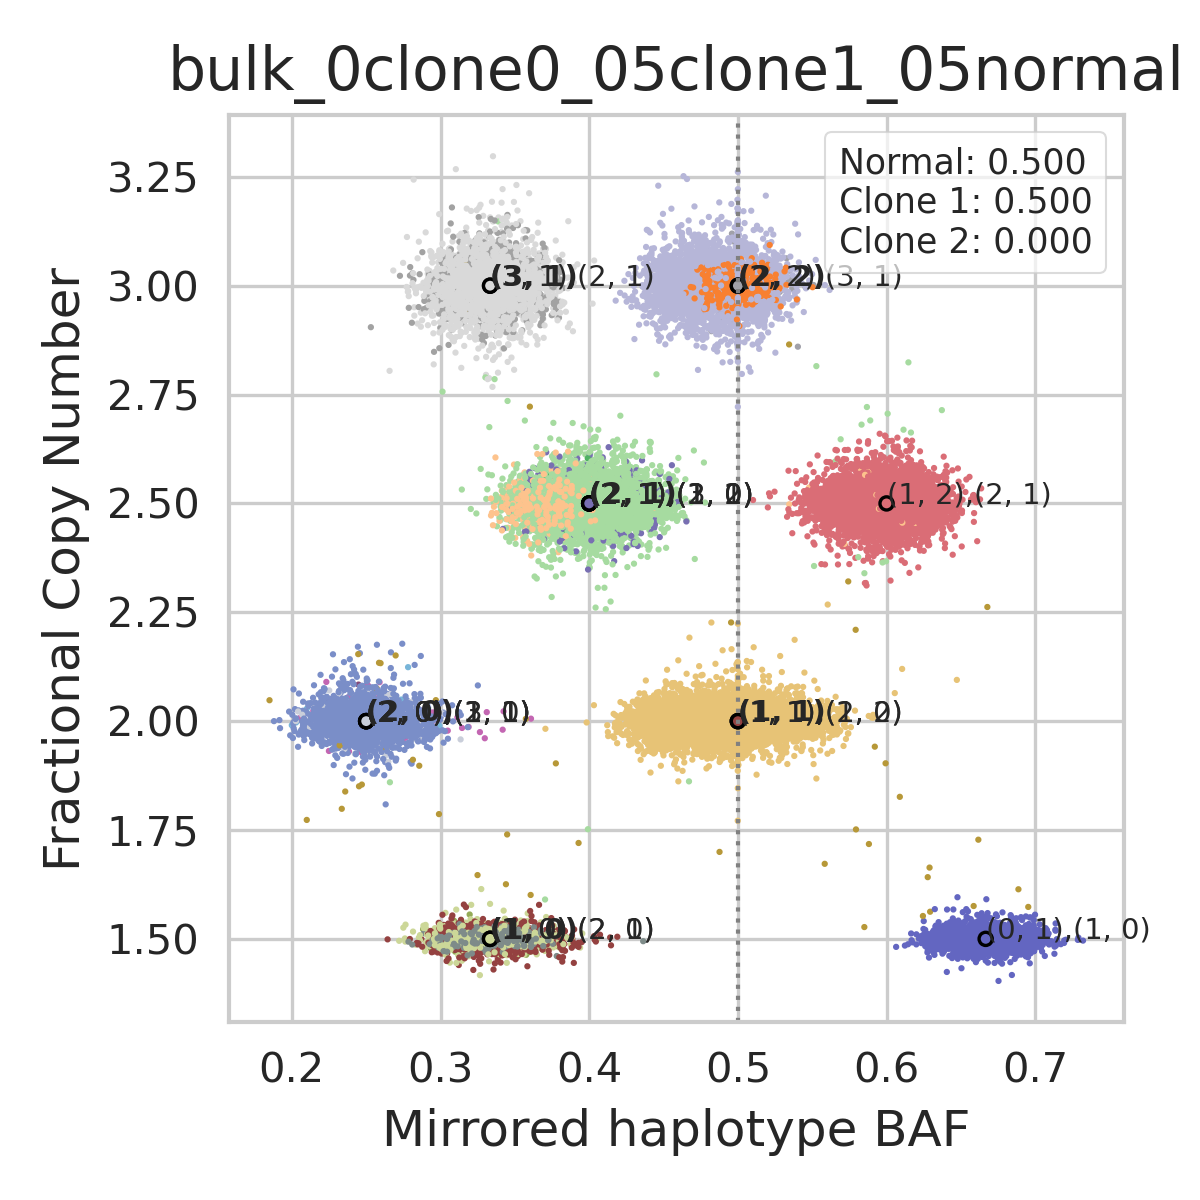 bulk_0clone0_05clone1_05normal
Normal: 0.500
Clone 1: 0.500
Clone 2: 0.000
3.25
3.00
2.75
2.50
2.25
2.00
1.75
1.50
Fractional Copy Number
(2, 1)
(3, 1)
(1, 2),(2, 1)
(0, 1),(1, 0)
0.2 0.3 0.4 0.5 0.6 0.7
Mirrored haplotype BAF